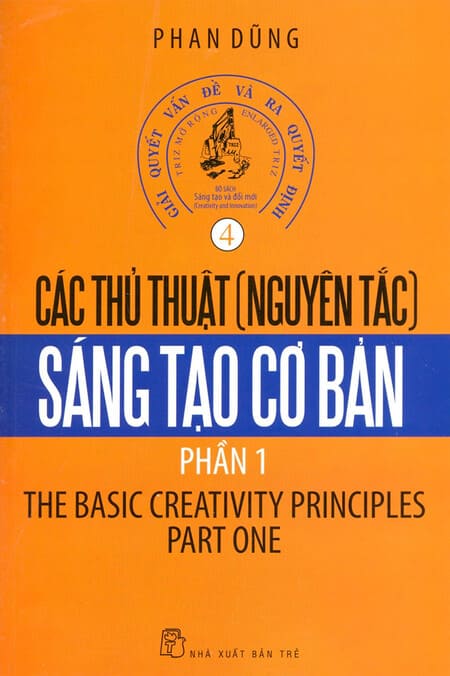 PHAN DŨNG
GIẢI QUYẾT VẤN ĐỀ VÀ RA QUYẾT ĐỊNH
TRIZ MỞ RỘNG
ENLARGED TRIZ
TRIZ
BỘ SÁCH
Sáng tạo và đổi mới
(Creativity and Innovation)
4
CÁC THỦ THUẬT (NGUYÊN TẮC)
SÁNG TẠO CƠ BẢN
PHẦN 1
THE BASIC CREATIVITY PRINCIPLES
PART ONE
NHÀ XUẤT BẢN TRẺ